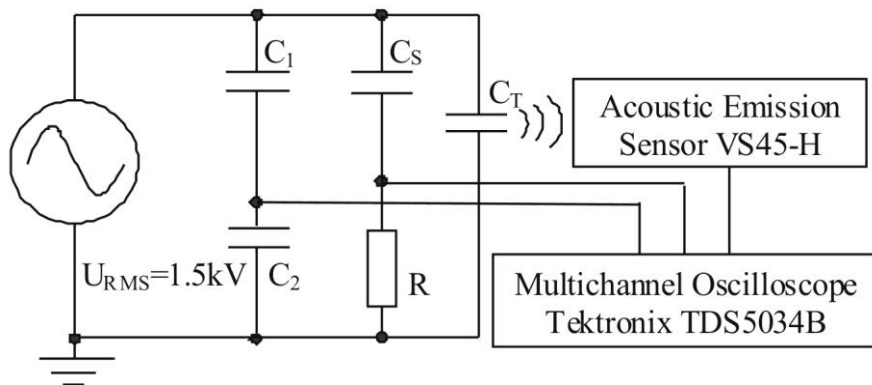 C1
CS
CT
Acoustic Emission
Sensor VS45-H
URMS=1.5kV
C2
R
Multichannel Oscilloscope
Tektronix TDS5034B